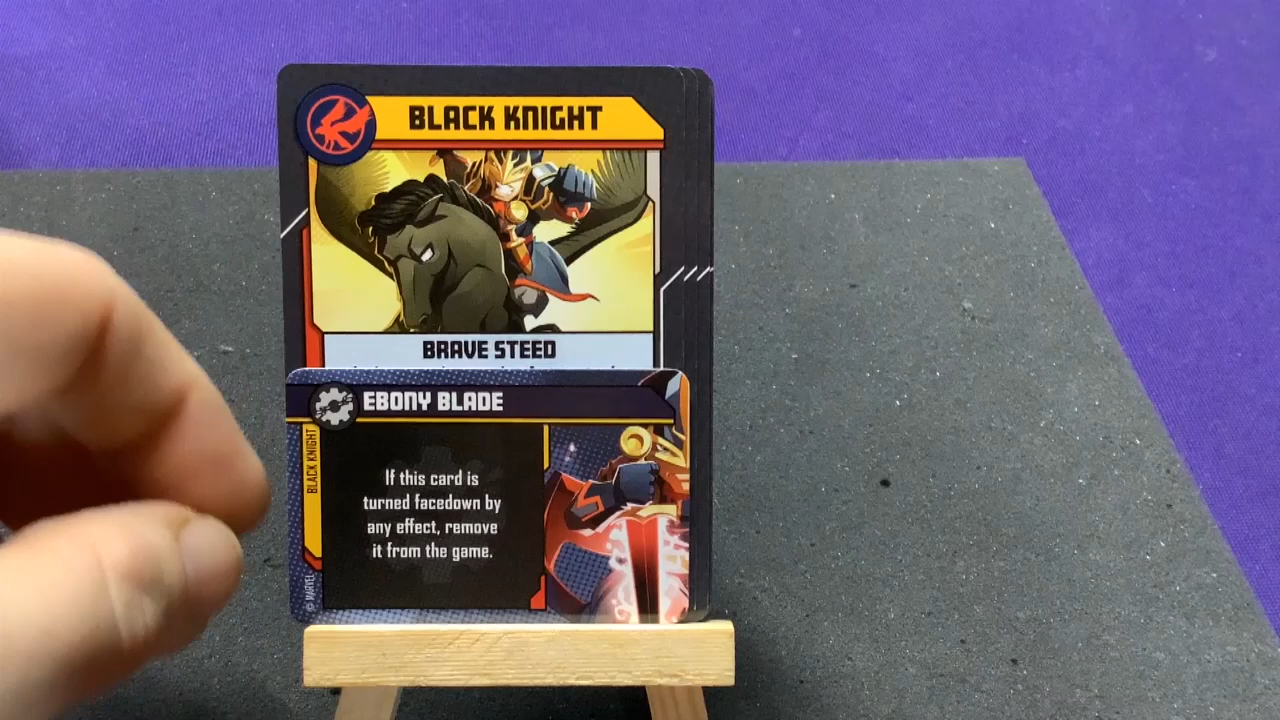 BLACK KNIGHT
BRAVE STEED
EBONY BLADE
BLACK KNIGHT
If this card is
turned facedown by
any effect, remove
it from the game.
© MARVEL